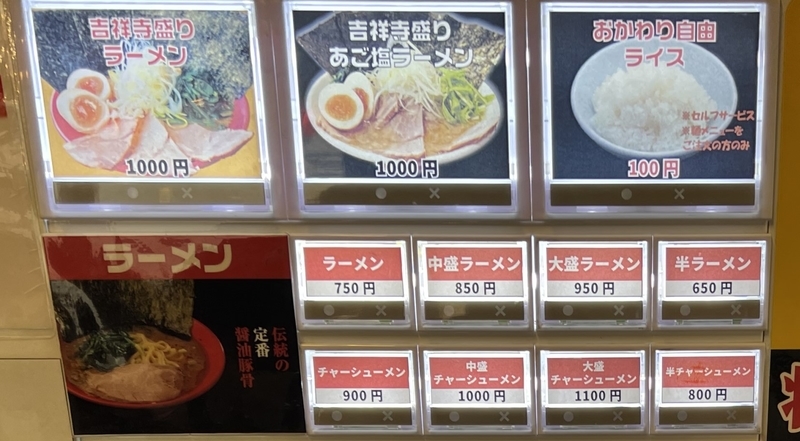 吉祥寺盛り
ラーメン
1000円
吉祥寺盛り
あご塩ラーメン
1000円
おかわり自由
ライス
※セルフサービス
※麺メニューを
ご注文の方のみ
100円
ラーメン
伝統の
定番
醤油豚骨
ラーメン
750円
中盛ラーメン
850円
大盛ラーメン
950円
半ラーメン
650円
チャーシューメン
900円
中盛
チャーシューメン
1000円
大盛
チャーシューメン
1100円
半チャーシューメン
800円